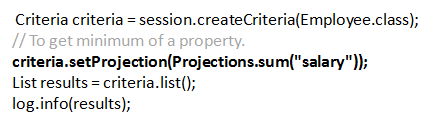 Criteria criteria = session.createCriteria(Employee.class);
// To get minimum of a property.
criteria.setProjection(Projections.sum("salary"));
List results = criteria.list();
log.info(results);